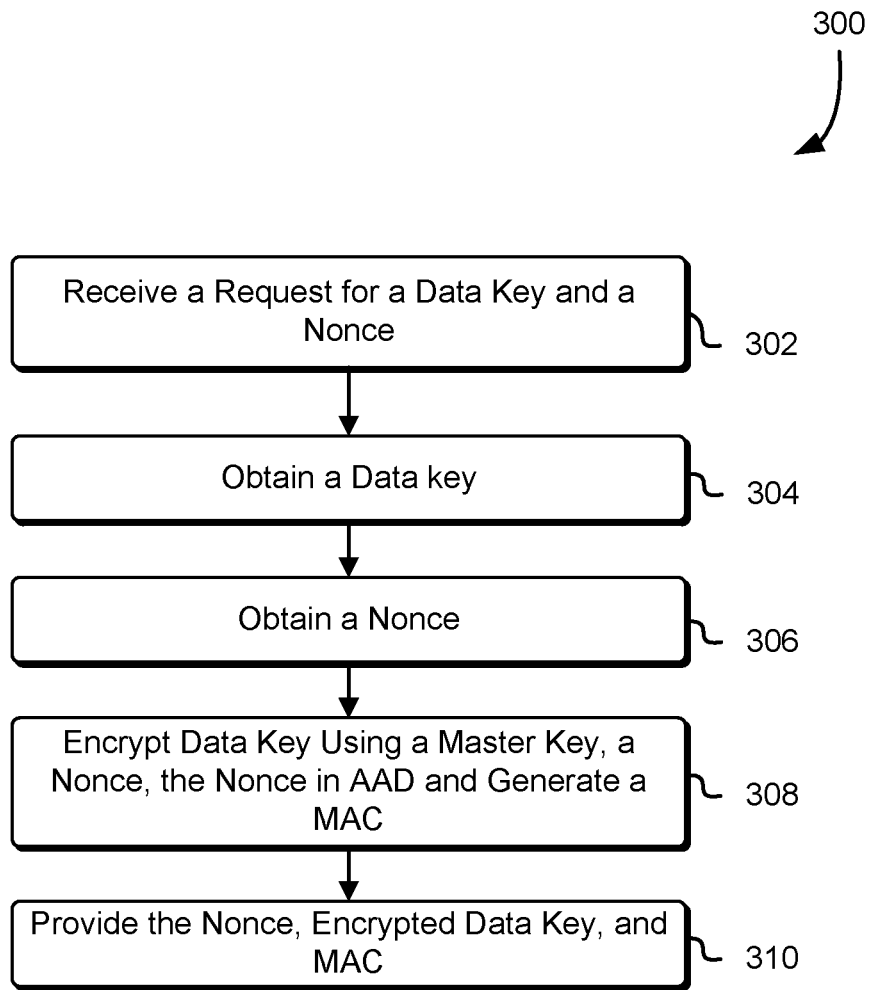 300
Receive a Request for a Data Key and a
Nonce
302
Obtain a Data key
304
Obtain a Nonce
306
Encrypt Data Key Using a Master Key, a
Nonce, the Nonce in AAD and Generate a
MAC
308
Provide the Nonce, Encrypted Data Key, and
MAC
310